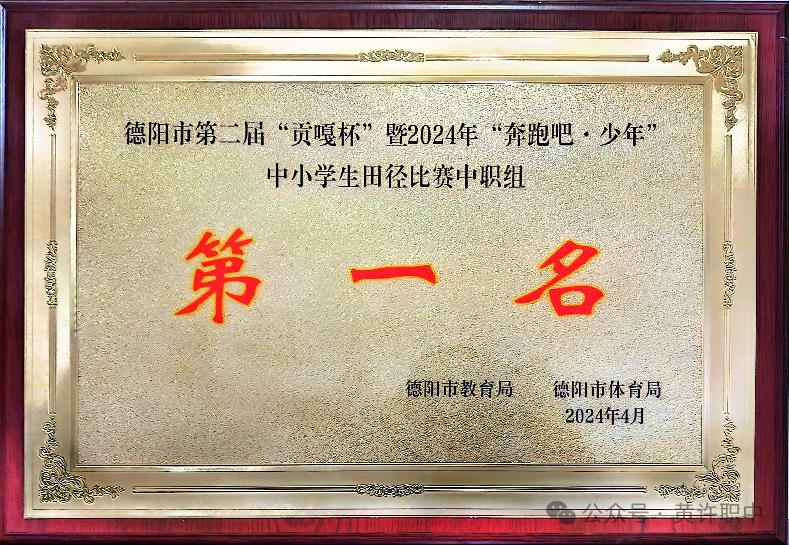 德阳市第二届“贡嘎杯”暨2024年“奔跑吧·少年”
中小学生田径比赛中职组
第一名
德阳市教育局 德阳市体育局
2024年4月
公众号·黄许职中